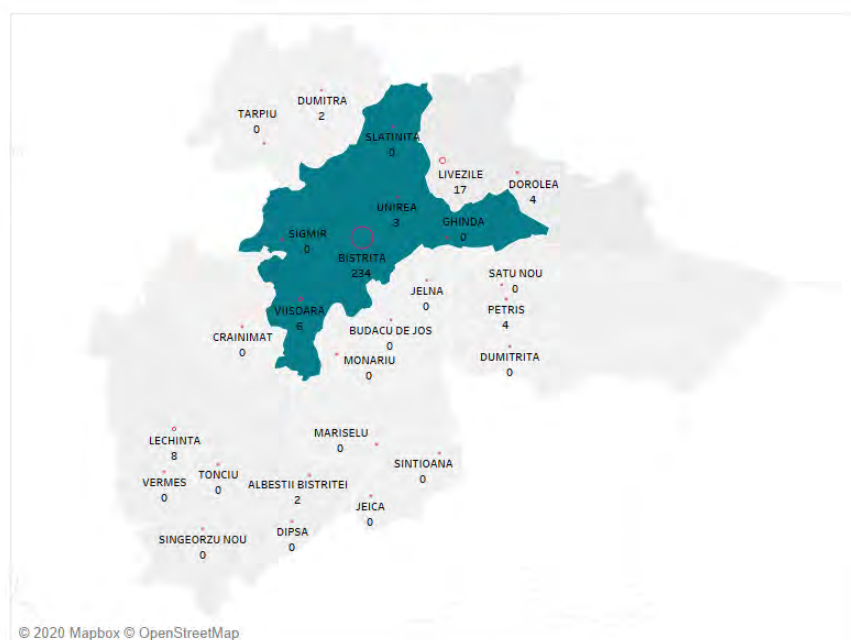 DUMITRA
2
TARPIU
0
SLATINITA
0
LIVEZILE
17
DOROLEA
4
UNIREA
3
GHINDA
0
SIGMIR
0
BISTRITA
234
SATU NOU
0
JELNA
0
PETRIS
4
VIISOARA
6
BUDACU DE JOS
0
CRAINIMAT
0
DUMITRITA
0
MONARIU
0
LECHINTA
8
MARISELU
0
SINTIOANA
0
TONCIU
0
VERMES
0
ALBESTII BISTRITEI
2
JEICA
0
DIPSA
0
SINGEORZU NOU
0
© 2020 Mapbox © OpenStreetMap